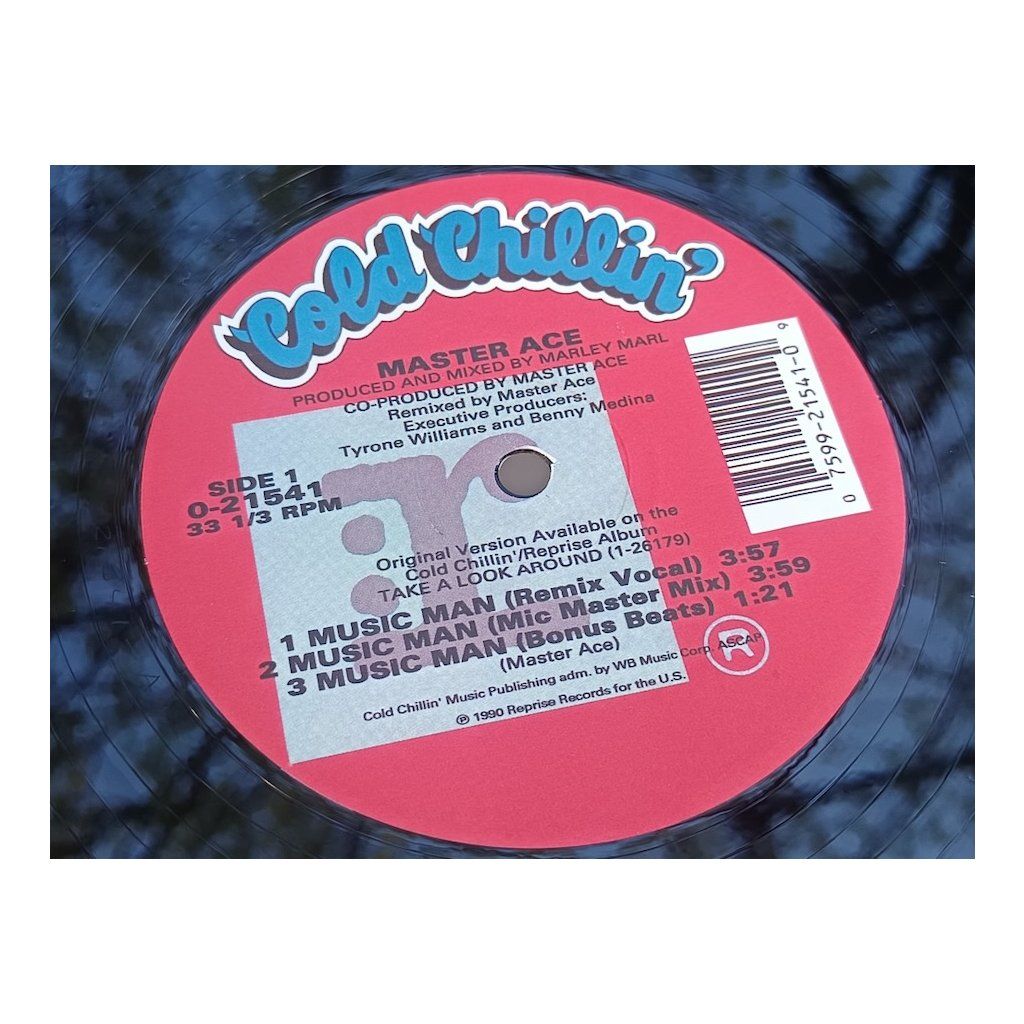 'Cold Chillin'
MASTER ACE
PRODUCED AND MIXED BY MARLEY MARL
CO-PRODUCED BY MASTER ACE
Remixed by Master Ace
Executive Producers:
Tyrone Williams and Benny Medina
0 7599-21541-0 9
SIDE 1
0-21541
33 1/3 RPM
Original Version Available on the
Cold Chillin'/Reprise Album
TAKE A LOOK AROUND (1-26179)
1 MUSIC MAN (Remix Vocal) 3:57
2 MUSIC MAN (Mic Master Mix) 3:59
3 MUSIC MAN (Bonus Beats) 1:21
(Master Ace)
Cold Chillin' Music Publishing adm. by WB Music Corp. ASCAP
℗ 1990 Reprise Records for the U.S.